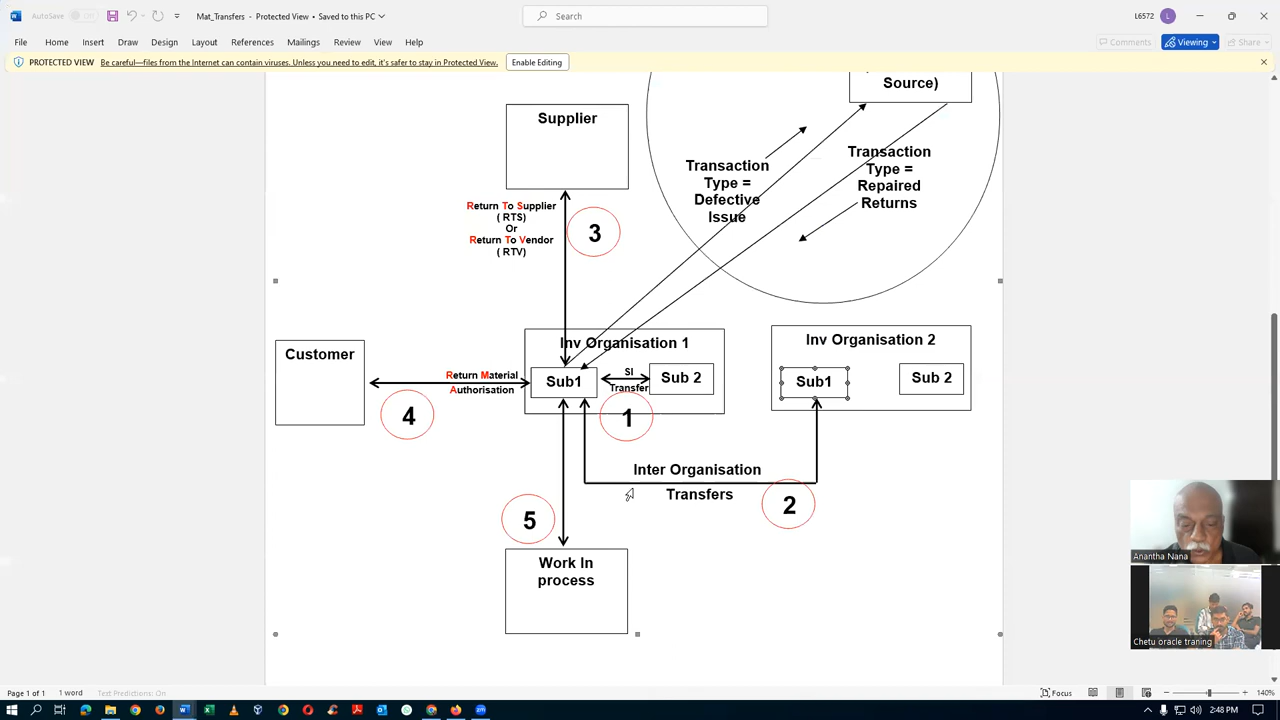 AutoSave
Off
Mat_Transfers - Protected View • Saved to this PC
Search
L6572
L
File
Home
Insert
Draw
Design
Layout
References
Mailings
Review
View
Help
Comments
Viewing
Share
PROTECTED VIEW
Be careful—files from the Internet can contain viruses. Unless you need to edit, it's safer to stay in Protected View.
Enable Editing
Source)
Supplier
Transaction
Type =
Defective
Issue
Transaction
Type =
Repaired
Returns
Return To Supplier
( RTS)
Or
Return To Vendor
( RTV)
3
Inv Organisation 1
Sub1
SI
Transfer
Sub 2
1
Inv Organisation 2
Sub1
Sub 2
Customer
Return Material
Authorisation
4
Inter Organisation
Transfers
2
5
Work In
process
Anantha Nana
Chetu oracle traning
Page 1 of 1
1 word
Text Predictions: On
Focus
140%
2:48 PM